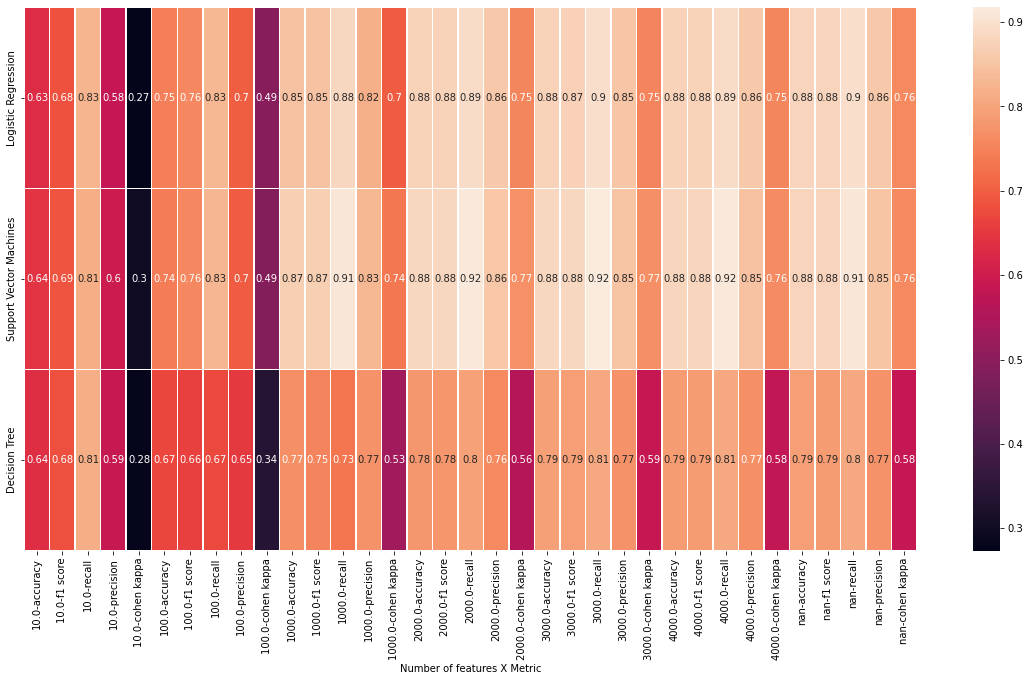 Logistic Regression
0.63 0.68 0.83 0.58 0.27 0.75 0.76 0.83 0.7 0.49 0.85 0.85 0.88 0.82 0.7 0.88 0.88 0.89 0.86 0.75 0.88 0.87 0.9 0.85 0.75 0.88 0.88 0.89 0.86 0.75 0.88 0.88 0.9 0.86 0.76
Support Vector Machines
0.64 0.69 0.81 0.6 0.3 0.74 0.76 0.83 0.7 0.49 0.87 0.87 0.91 0.83 0.74 0.88 0.88 0.92 0.86 0.77 0.88 0.88 0.92 0.85 0.77 0.88 0.88 0.92 0.85 0.76 0.88 0.88 0.91 0.85 0.76
Decision Tree
0.64 0.68 0.81 0.59 0.28 0.67 0.66 0.67 0.65 0.34 0.77 0.75 0.73 0.77 0.53 0.78 0.78 0.8 0.76 0.56 0.79 0.79 0.81 0.77 0.59 0.79 0.79 0.81 0.77 0.58 0.79 0.79 0.8 0.77 0.58
10.0-accuracy
10.0-f1 score
10.0-recall
10.0-precision
10.0-cohen kappa
100.0-accuracy
100.0-f1 score
100.0-recall
100.0-precision
100.0-cohen kappa
1000.0-accuracy
1000.0-f1 score
1000.0-recall
1000.0-precision
1000.0-cohen kappa
2000.0-accuracy
2000.0-f1 score
2000.0-recall
2000.0-precision
2000.0-cohen kappa
3000.0-accuracy
3000.0-f1 score
3000.0-recall
3000.0-precision
3000.0-cohen kappa
4000.0-accuracy
4000.0-f1 score
4000.0-recall
4000.0-precision
4000.0-cohen kappa
nan-accuracy
nan-f1 score
nan-recall
nan-precision
nan-cohen kappa
Number of features X Metric
0.9
0.8
0.7
0.6
0.5
0.4
0.3